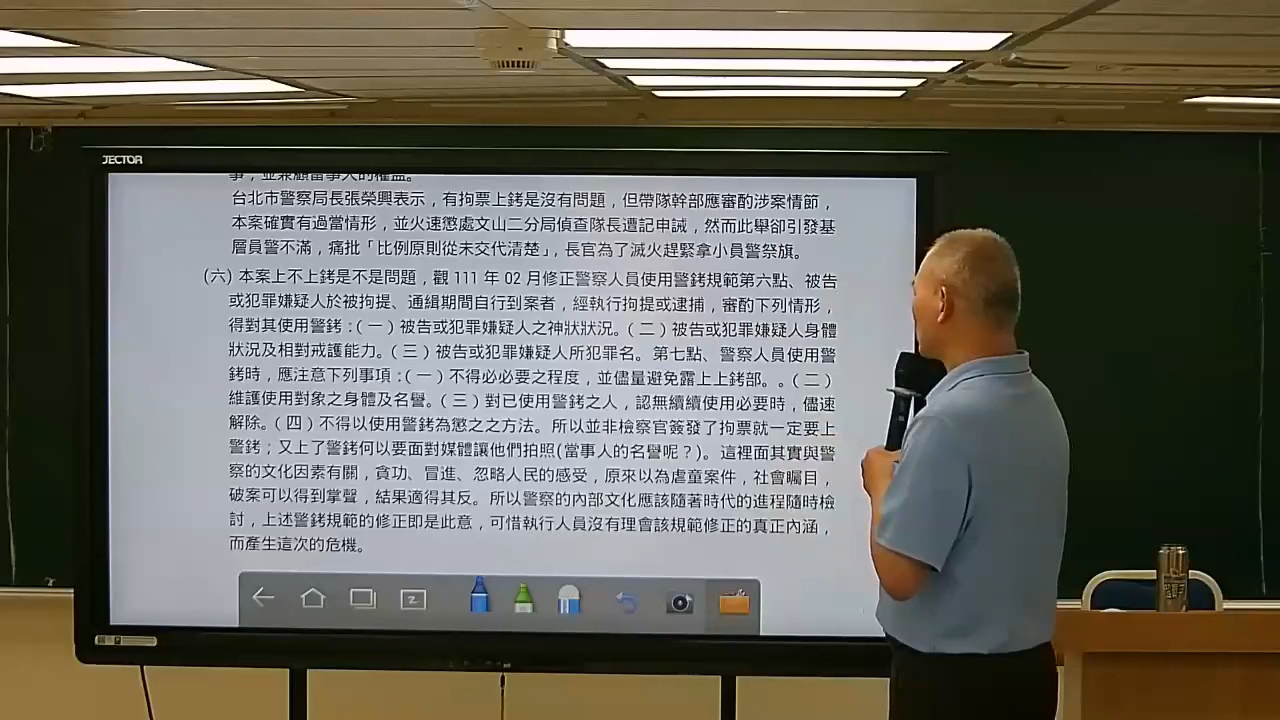 JECTOR
事，並兼顧當事人的權益。
台北市警察局長張榮興表示，有拘票上銬是沒有問題，但帶隊幹部應審酌涉案情節，
本案確實有過當情形，並火速懲處文山二分局偵查隊長遭記申誡，然而此舉卻引發基
層員警不滿，痛批「比例原則從未交代清楚」，長官為了滅火趕緊拿小員警祭旗。
(六) 本案上不上銬是不是問題，觀 111 年 02 月修正警察人員使用警銬規範第六點、被告
或犯罪嫌疑人於被拘提、通緝期間自行到案者，經執行拘提或逮捕，審酌下列情形，
得對其使用警銬：(一）被告或犯罪嫌疑人之神狀狀況。(二）被告或犯罪嫌疑人身體
狀況及相對戒護能力。(三）被告或犯罪嫌疑人所犯罪名。第七點、警察人員使用警
銬時，應注意下列事項：(一）不得必必要之程度，並儘量避免露上上銬部。。(二）
維護使用對象之身體及名譽。(三）對已使用警銬之人，認無續續使用必要時，儘速
解除。(四）不得以使用警銬為懲之之方法。所以並非檢察官簽發了拘票就一定要上
警銬；又上了警銬何以要面對媒體讓他們拍照(當事人的名譽呢？)。這裡面其實與警
察的文化因素有關，貪功、冒進、忽略人民的感受，原來以為虐童案件，社會矚目，
破案可以得到掌聲，結果適得其反。所以警察的內部文化應該隨著時代的進程隨時檢
討，上述警銬規範的修正即是此意，可惜執行人員沒有理會該規範修正的真正內涵，
而產生這次的危機。
2